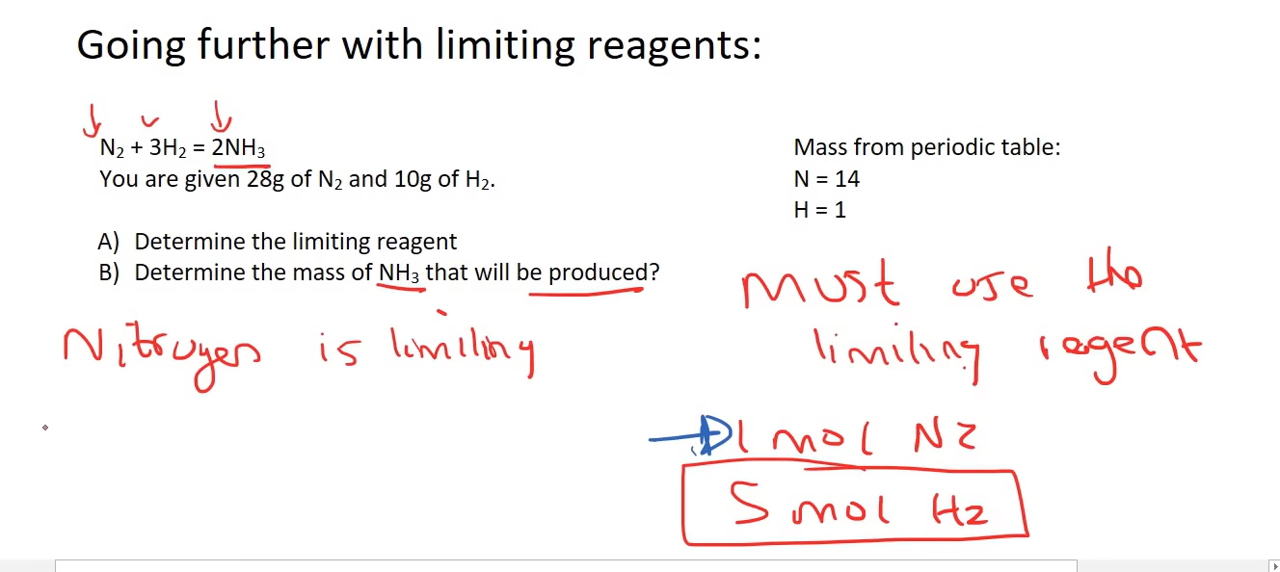 Going further with limiting reagents:
N₂ + 3H₂ = 2NH₃
You are given 28g of N₂ and 10g of H₂.
A) Determine the limiting reagent
B) Determine the mass of NH₃ that will be produced?
Mass from periodic table:
N = 14
H = 1
Nitrogen is limiting
Must use the
limiting reagent
1 mol N2
5 mol H2